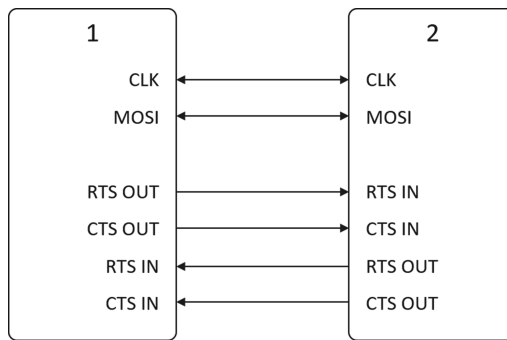 1
CLK
MOSI
RTS OUT
CTS OUT
RTS IN
CTS IN
2
CLK
MOSI
RTS IN
CTS IN
RTS OUT
CTS OUT